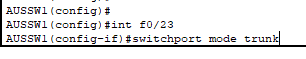 AUSSW1(config)#
AUSSW1(config)#int f0/23
AUSSW1(config-if)#switchport mode trunk